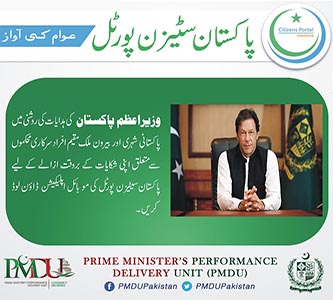 پاکستان سٹیزن پورٹل
عوام کی آواز
Citizens Portal
وزیراعظم پاکستان کی ہدایات کی روشنی میں
پاکستانی شہری اور بیرون ملک مقیم افراد سرکاری محکموں
سے متعلق اپنی شکایات کے بروقت ازالے کے لیے
پاکستان سیٹیزن پورٹل کی موبائل اپلیکیشن ڈاؤن لوڈ
کریں۔
PMDU
PRIME MINISTER'S PERFORMANCE
DELIVERY UNIT (PMDU)
PMDUPakistan
PMDUPakistan